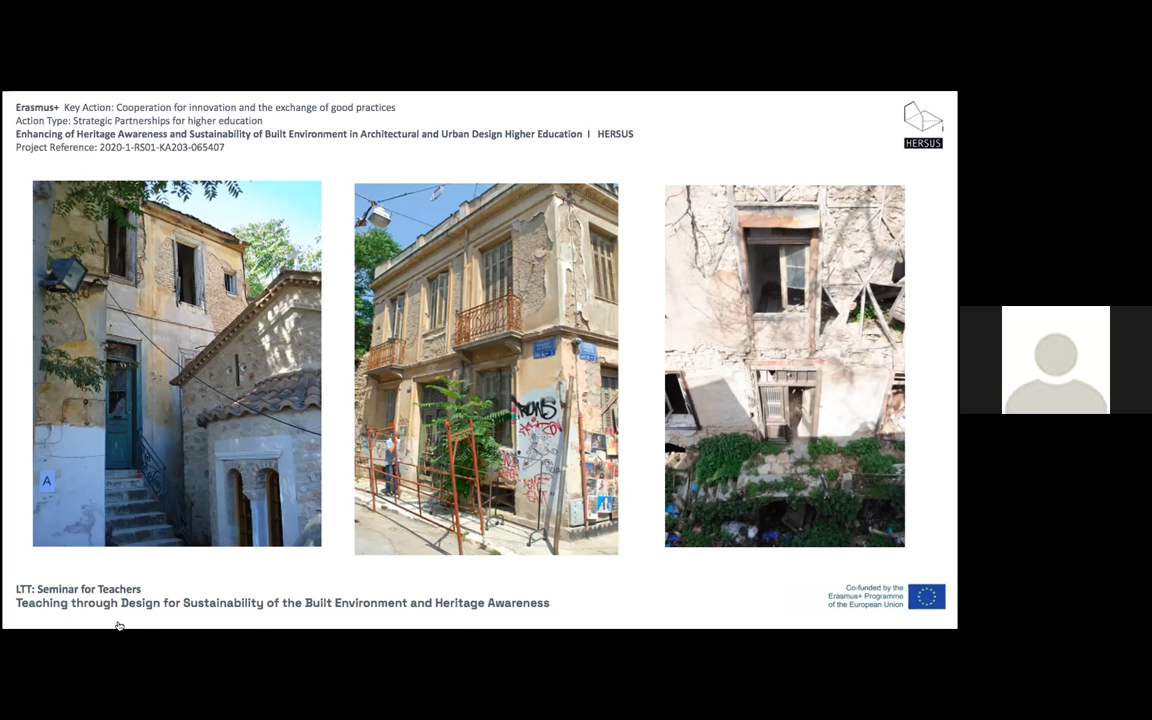 Erasmus+ Key Action: Cooperation for innovation and the exchange of good practices
Action Type: Strategic Partnerships for higher education
Enhancing of Heritage Awareness and Sustainability of Built Environment in Architectural and Urban Design Higher Education I HERSUS
Project Reference: 2020-1-RS01-KA203-065407
HERSUS
A
LTT: Seminar for Teachers
Teaching through Design for Sustainability of the Built Environment and Heritage Awareness
Co-funded by the
Erasmus+ Programme
of the European Union